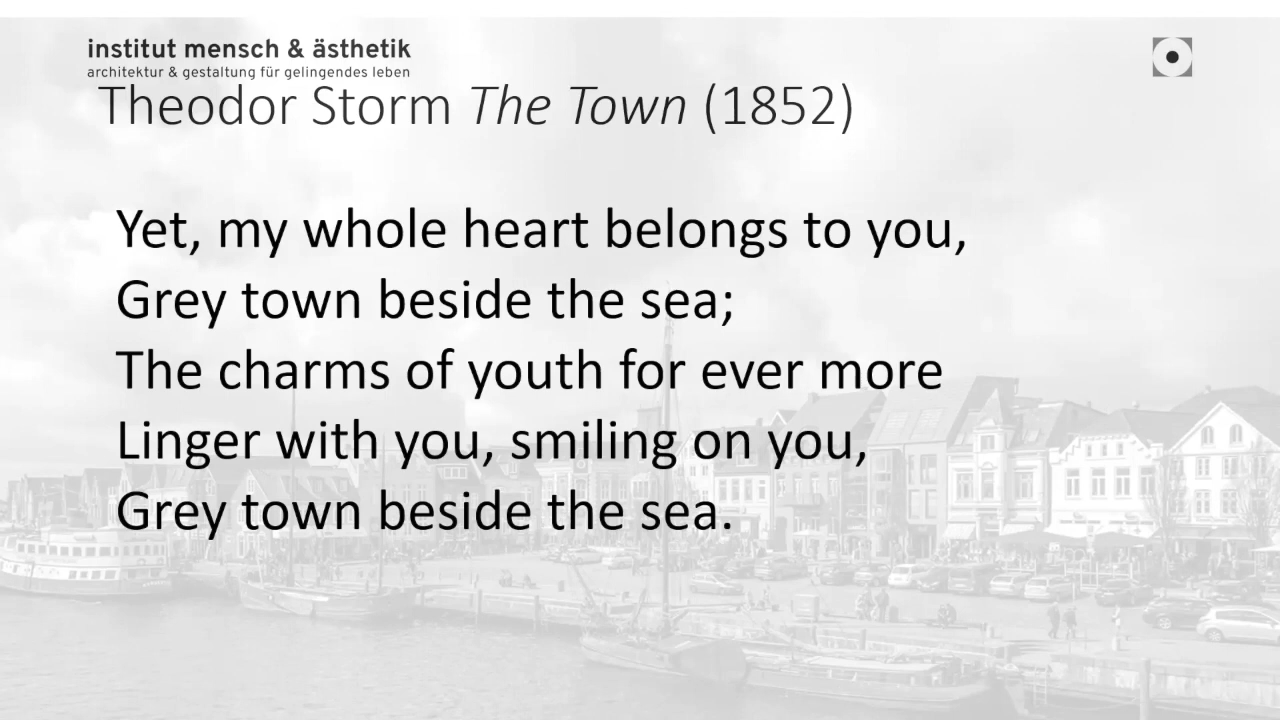 institut mensch & ästhetik
architektur & gestaltung für gelingendes leben
Theodor Storm The Town (1852)
Yet, my whole heart belongs to you,
Grey town beside the sea;
The charms of youth for ever more
Linger with you, smiling on you,
Grey town beside the sea.